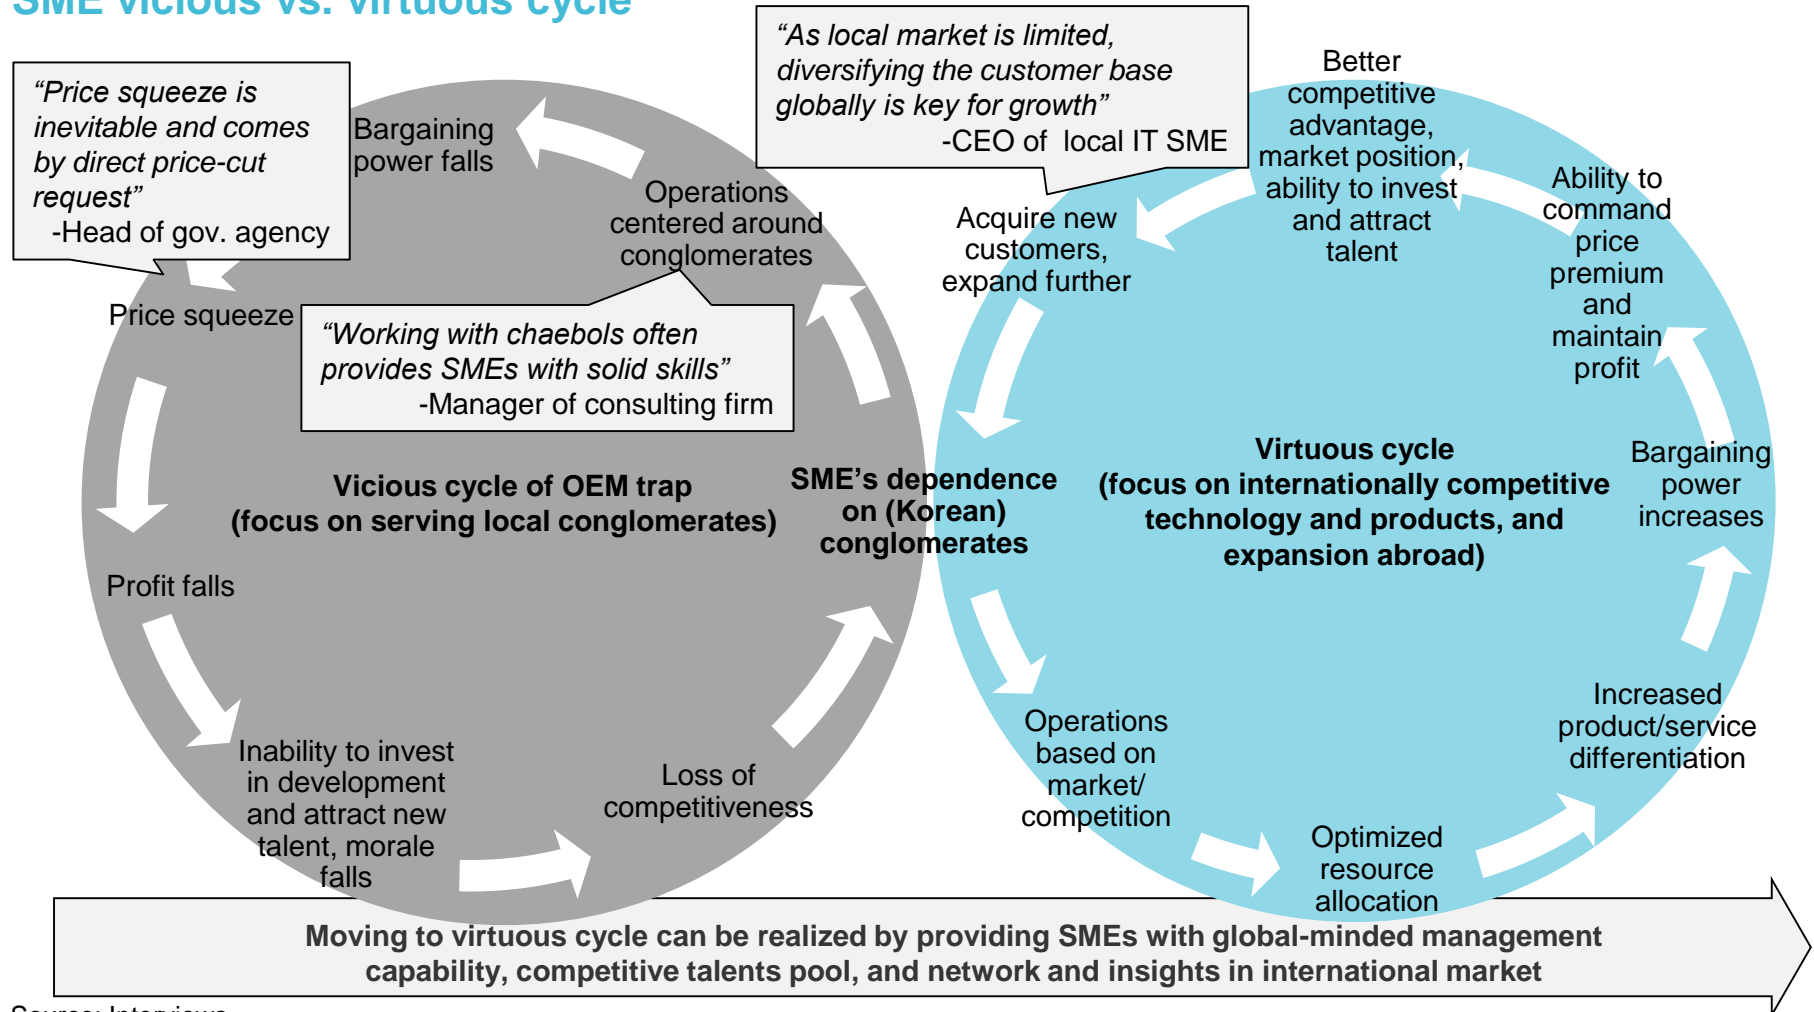 SME vicious vs. virtuous cycle
“Price squeeze is
inevitable and comes
by direct price-cut
request”
-Head of gov. agency
“As local market is limited,
diversifying the customer base
globally is key for growth”
-CEO of local IT SME
Bargaining
power falls
Operations
centered around
conglomerates
Price squeeze
“Working with chaebols often
provides SMEs with solid skills”
-Manager of consulting firm
Vicious cycle of OEM trap
(focus on serving local conglomerates)
SME’s dependence
on (Korean)
conglomerates
Profit falls
Inability to invest
in development
and attract new
talent, morale
falls
Loss of
competitiveness
Better
competitive
advantage,
market position,
ability to invest
and attract
talent
Acquire new
customers,
expand further
Ability to
command
price
premium
and
maintain
profit
Virtuous cycle
(focus on internationally competitive
technology and products, and
expansion abroad)
Bargaining
power
increases
Operations
based on
market/
competition
Optimized
resource
allocation
Increased
product/service
differentiation
Moving to virtuous cycle can be realized by providing SMEs with global-minded management
capability, competitive talents pool, and network and insights in international market
Source: Interviews